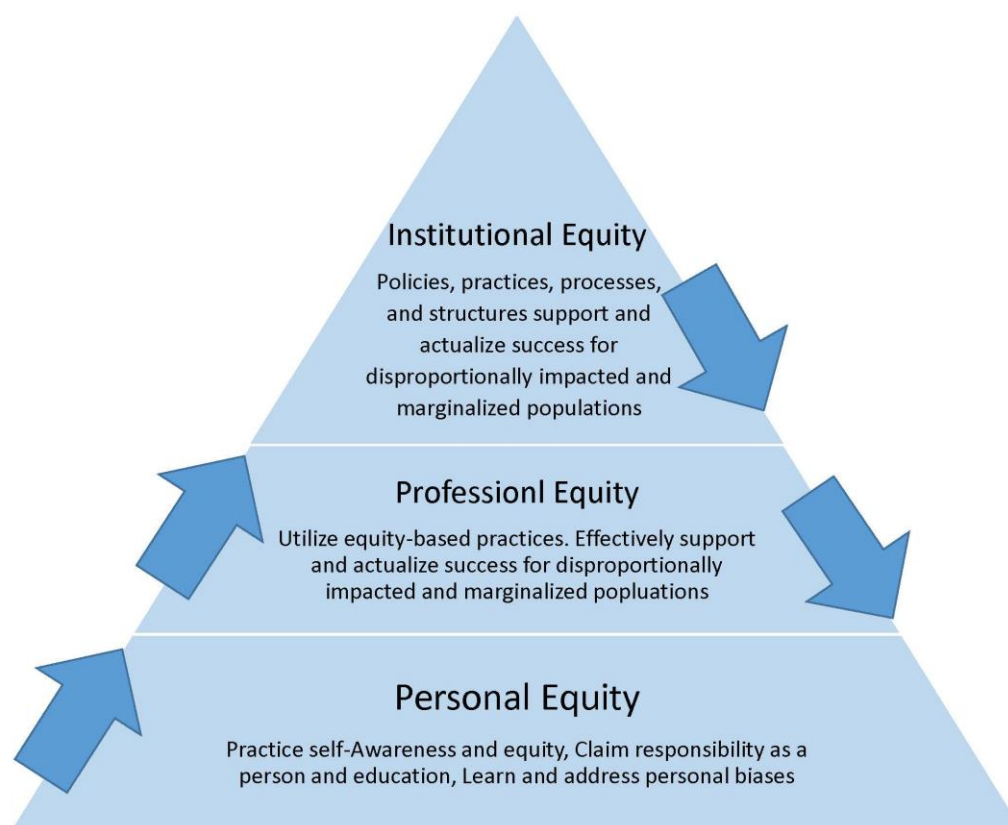 Institutional Equity
Policies, practices, processes,
and structures support and
actualize success for
disproportionally impacted and
marginalized populations
Professionl Equity
Utilize equity-based practices. Effectively support
and actualize success for disproportionally
impacted and marginalized popluations
Personal Equity
Practice self-Awareness and equity, Claim responsibility as a
person and education, Learn and address personal biases